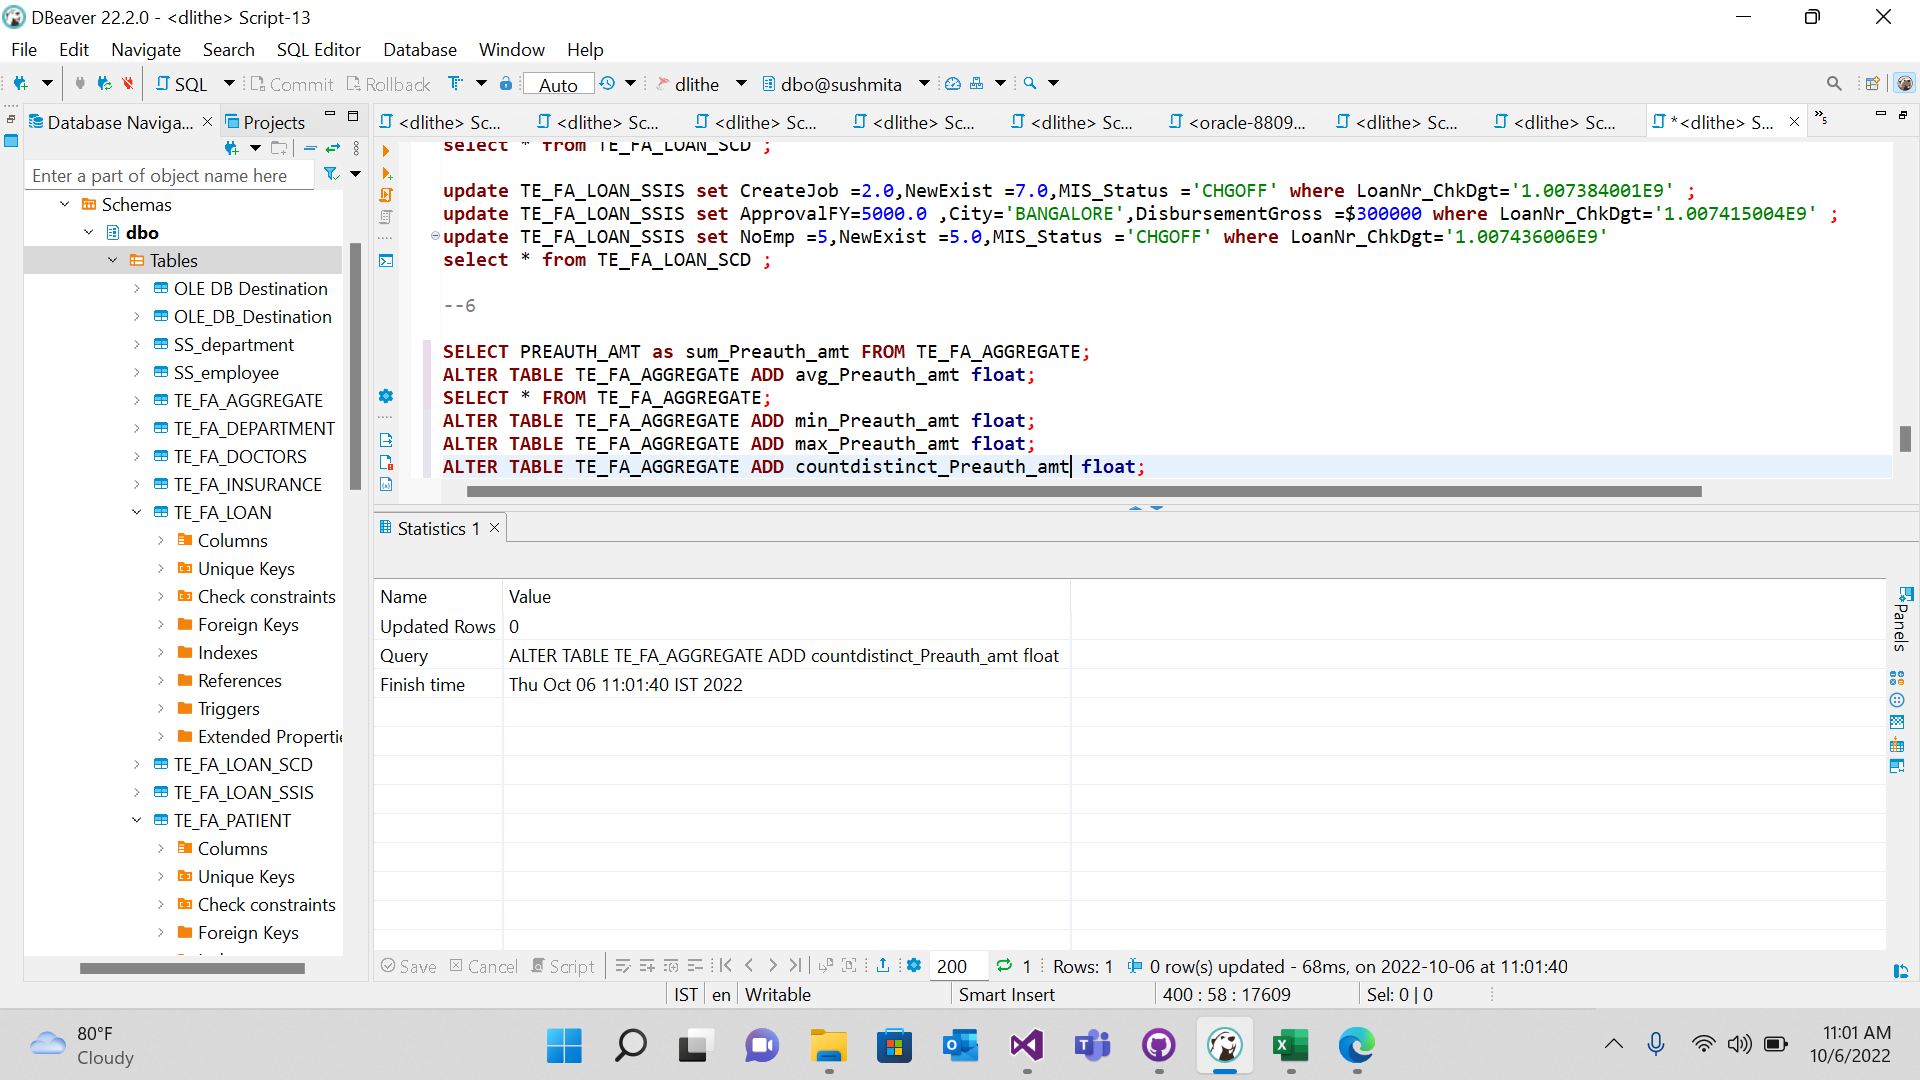 DBeaver 22.2.0 - <dlithe> Script-13
File Edit Navigate Search SQL Editor Database Window Help
SQL Commit Rollback Auto dlithe dbo@sushmita
Database Naviga... Projects
<dlithe> Sc... <dlithe> Sc... <dlithe> Sc... <dlithe> Sc... <dlithe> Sc... <oracle-8809... <dlithe> Sc... <dlithe> Sc... *<dlithe> S... »5
Enter a part of object name here
Schemas
dbo
Tables
OLE DB Destination
OLE_DB_Destination
SS_department
SS_employee
TE_FA_AGGREGATE
TE_FA_DEPARTMENT
TE_FA_DOCTORS
TE_FA_INSURANCE
TE_FA_LOAN
Columns
Unique Keys
Check constraints
Foreign Keys
Indexes
References
Triggers
Extended Properti
TE_FA_LOAN_SCD
TE_FA_LOAN_SSIS
TE_FA_PATIENT
Columns
Unique Keys
Check constraints
Foreign Keys
select * from TE_FA_LOAN_SCD ;
update TE_FA_LOAN_SSIS set CreateJob =2.0,NewExist =7.0,MIS_Status ='CHGOFF' where LoanNr_ChkDgt='1.007384001E9' ;
update TE_FA_LOAN_SSIS set ApprovalFY=5000.0 ,City='BANGALORE',DisbursementGross =$300000 where LoanNr_ChkDgt='1.007415004E9' ;
update TE_FA_LOAN_SSIS set NoEmp =5,NewExist =5.0,MIS_Status ='CHGOFF' where LoanNr_ChkDgt='1.007436006E9'
select * from TE_FA_LOAN_SCD ;
--6
SELECT PREAUTH_AMT as sum_Preauth_amt FROM TE_FA_AGGREGATE;
ALTER TABLE TE_FA_AGGREGATE ADD avg_Preauth_amt float;
SELECT * FROM TE_FA_AGGREGATE;
ALTER TABLE TE_FA_AGGREGATE ADD min_Preauth_amt float;
ALTER TABLE TE_FA_AGGREGATE ADD max_Preauth_amt float;
ALTER TABLE TE_FA_AGGREGATE ADD countdistinct_Preauth_amt float;
Statistics 1
Name Value
Updated Rows 0
Query ALTER TABLE TE_FA_AGGREGATE ADD countdistinct_Preauth_amt float
Finish time Thu Oct 06 11:01:40 IST 2022
Panels
Save Cancel Script 200 1 Rows: 1 0 row(s) updated - 68ms, on 2022-10-06 at 11:01:40
IST en Writable Smart Insert 400 : 58 : 17609 Sel: 0 | 0
80°F
Cloudy
11:01 AM
10/6/2022